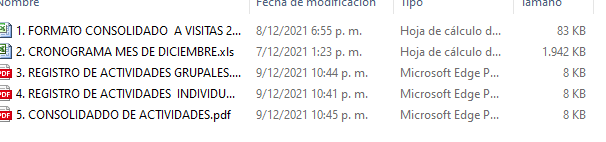 Nombre Fecha de modificación Tipo Tamaño
1. FORMATO CONSOLIDADO A VISITAS 2... 8/12/2021 6:55 p. m. Hoja de cálculo d... 83 KB
2. CRONOGRAMA MES DE DICIEMBRE.xls 7/12/2021 1:23 p. m. Hoja de cálculo d... 1.942 KB
PDF 3. REGISTRO DE ACTIVIDADES GRUPALES.... 9/12/2021 10:44 p. m. Microsoft Edge P... 8 KB
PDF 4. REGISTRO DE ACTIVIDADES INDIVIDU... 9/12/2021 10:41 p. m. Microsoft Edge P... 8 KB
PDF 5. CONSOLIDADDO DE ACTIVIDADES.pdf 9/12/2021 10:45 p. m. Microsoft Edge P... 8 KB